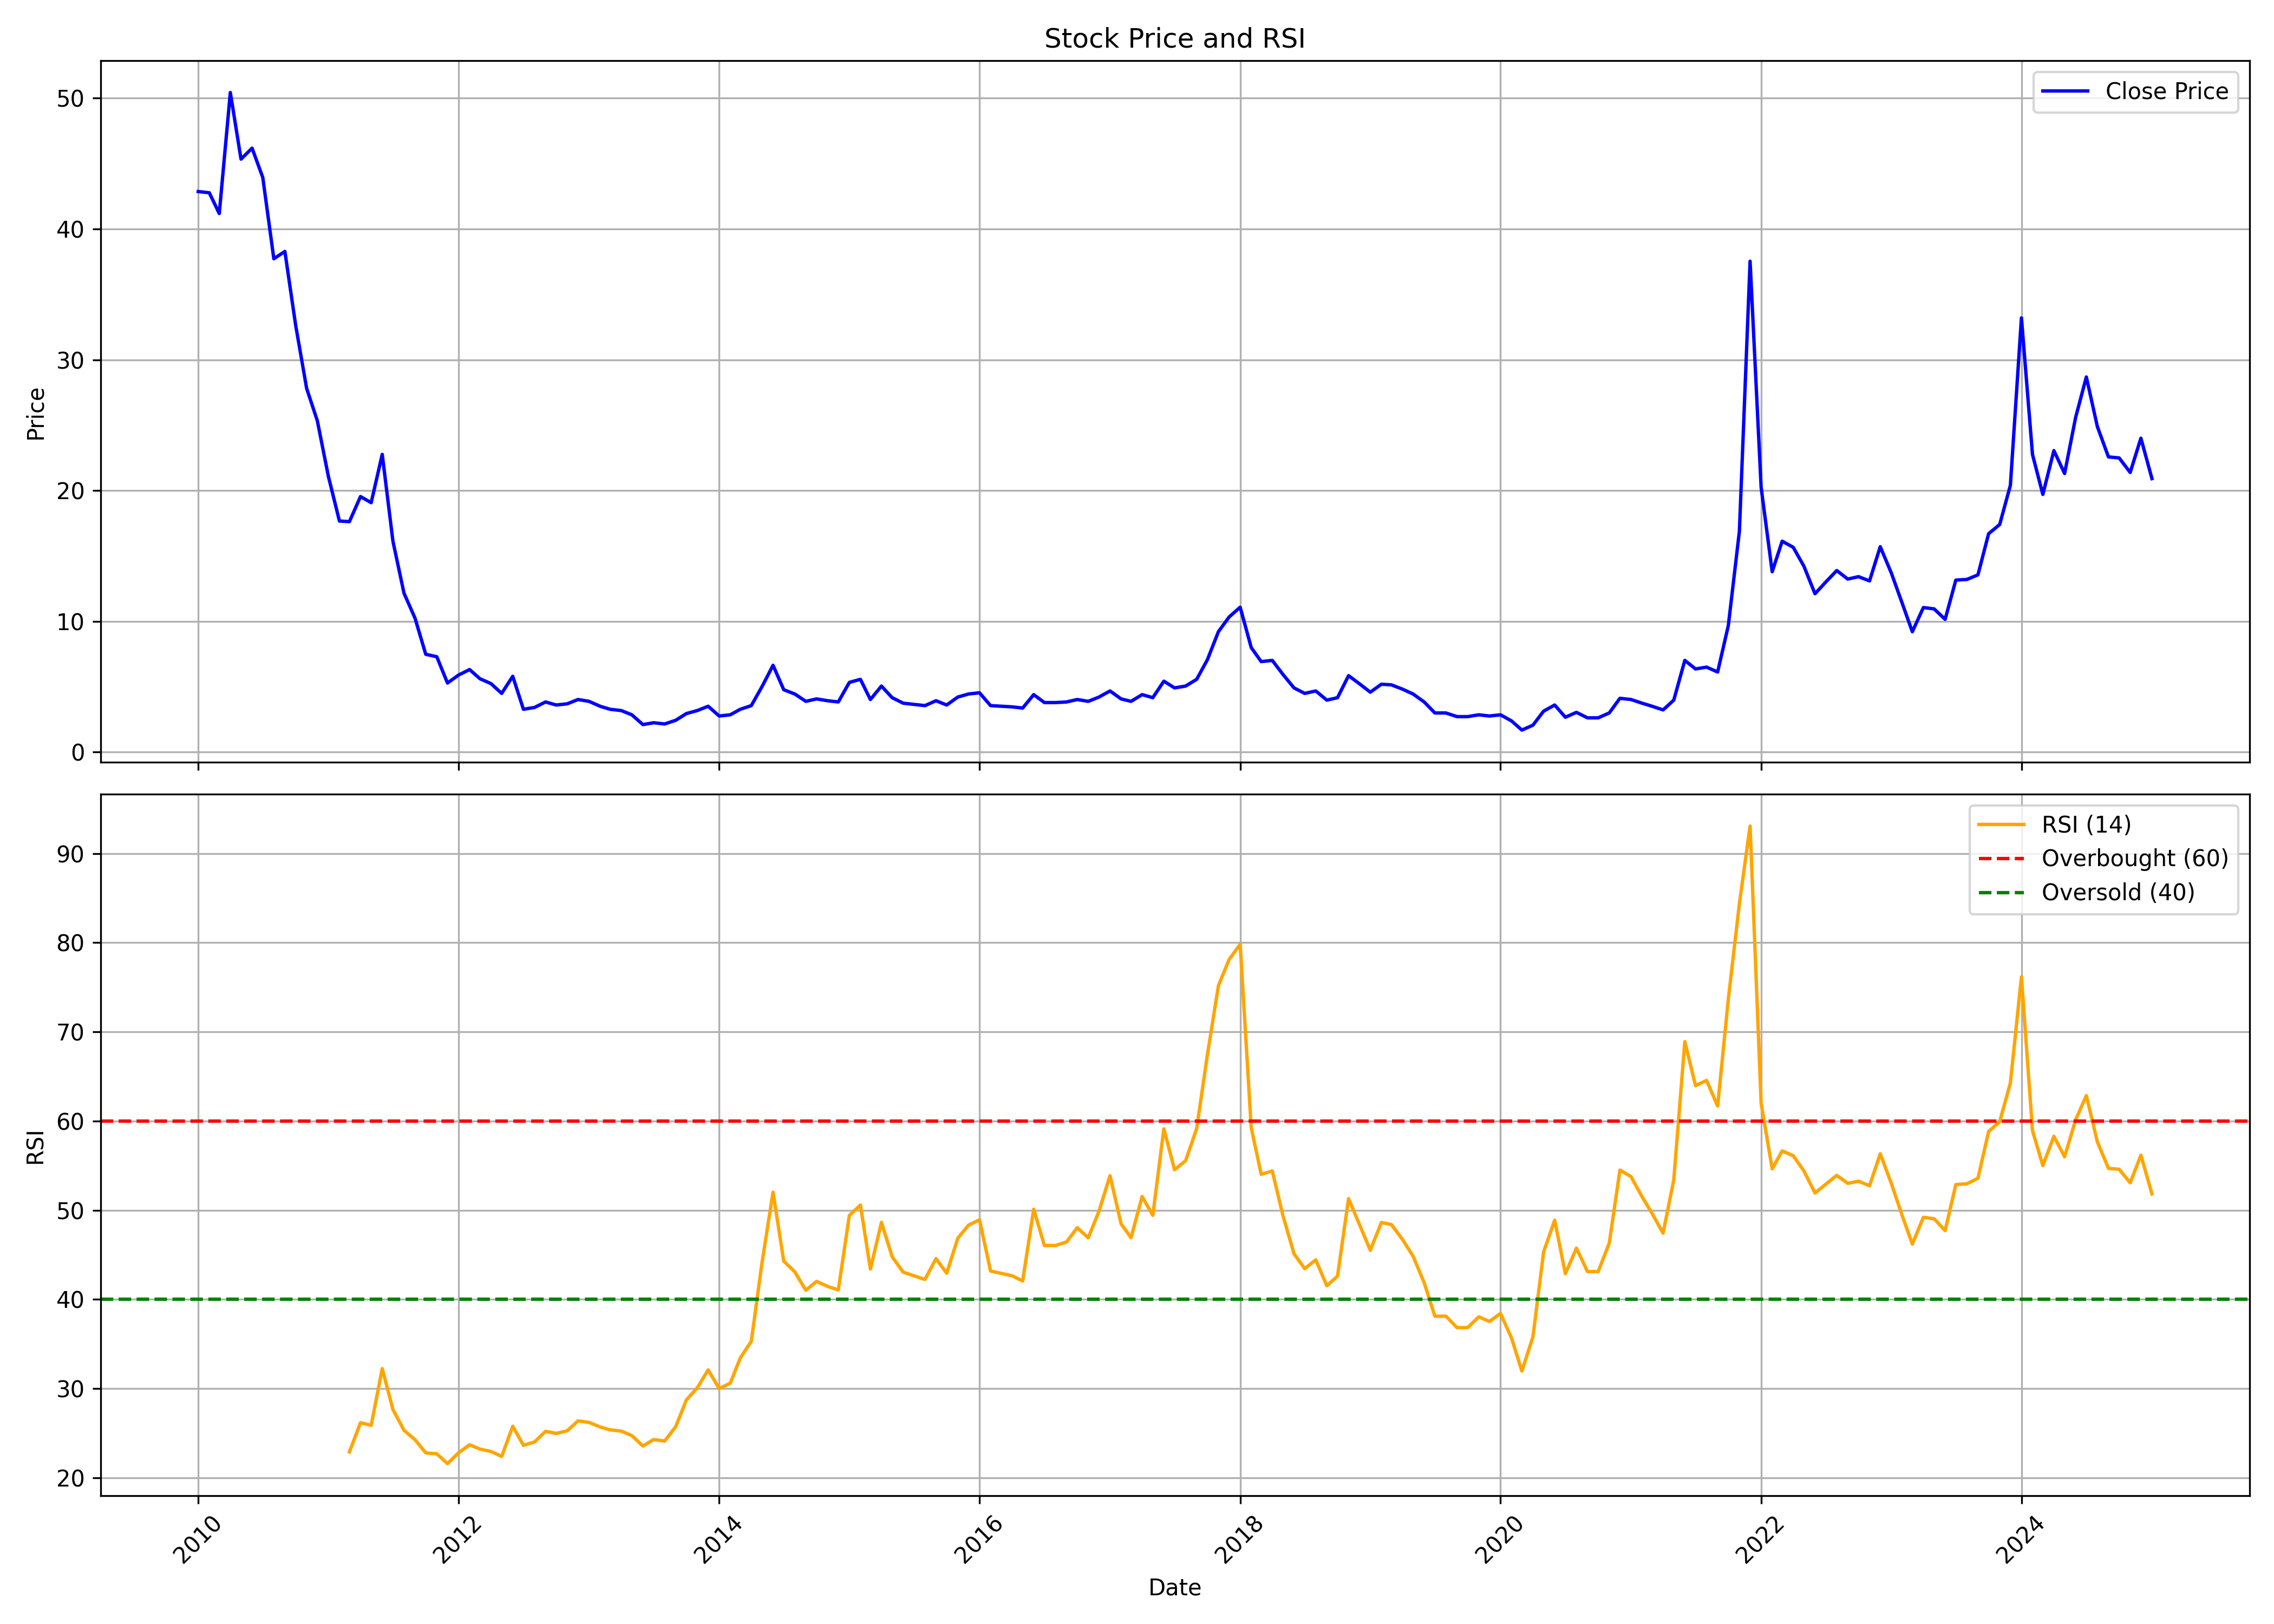 Stock Price and RSI
Close Price
50
40
30
20
10
0
Price
RSI (14)
Overbought (60)
Oversold (40)
90
80
70
60
50
40
30
20
RSI
2010
2012
2014
2016
2018
2020
2022
2024
Date